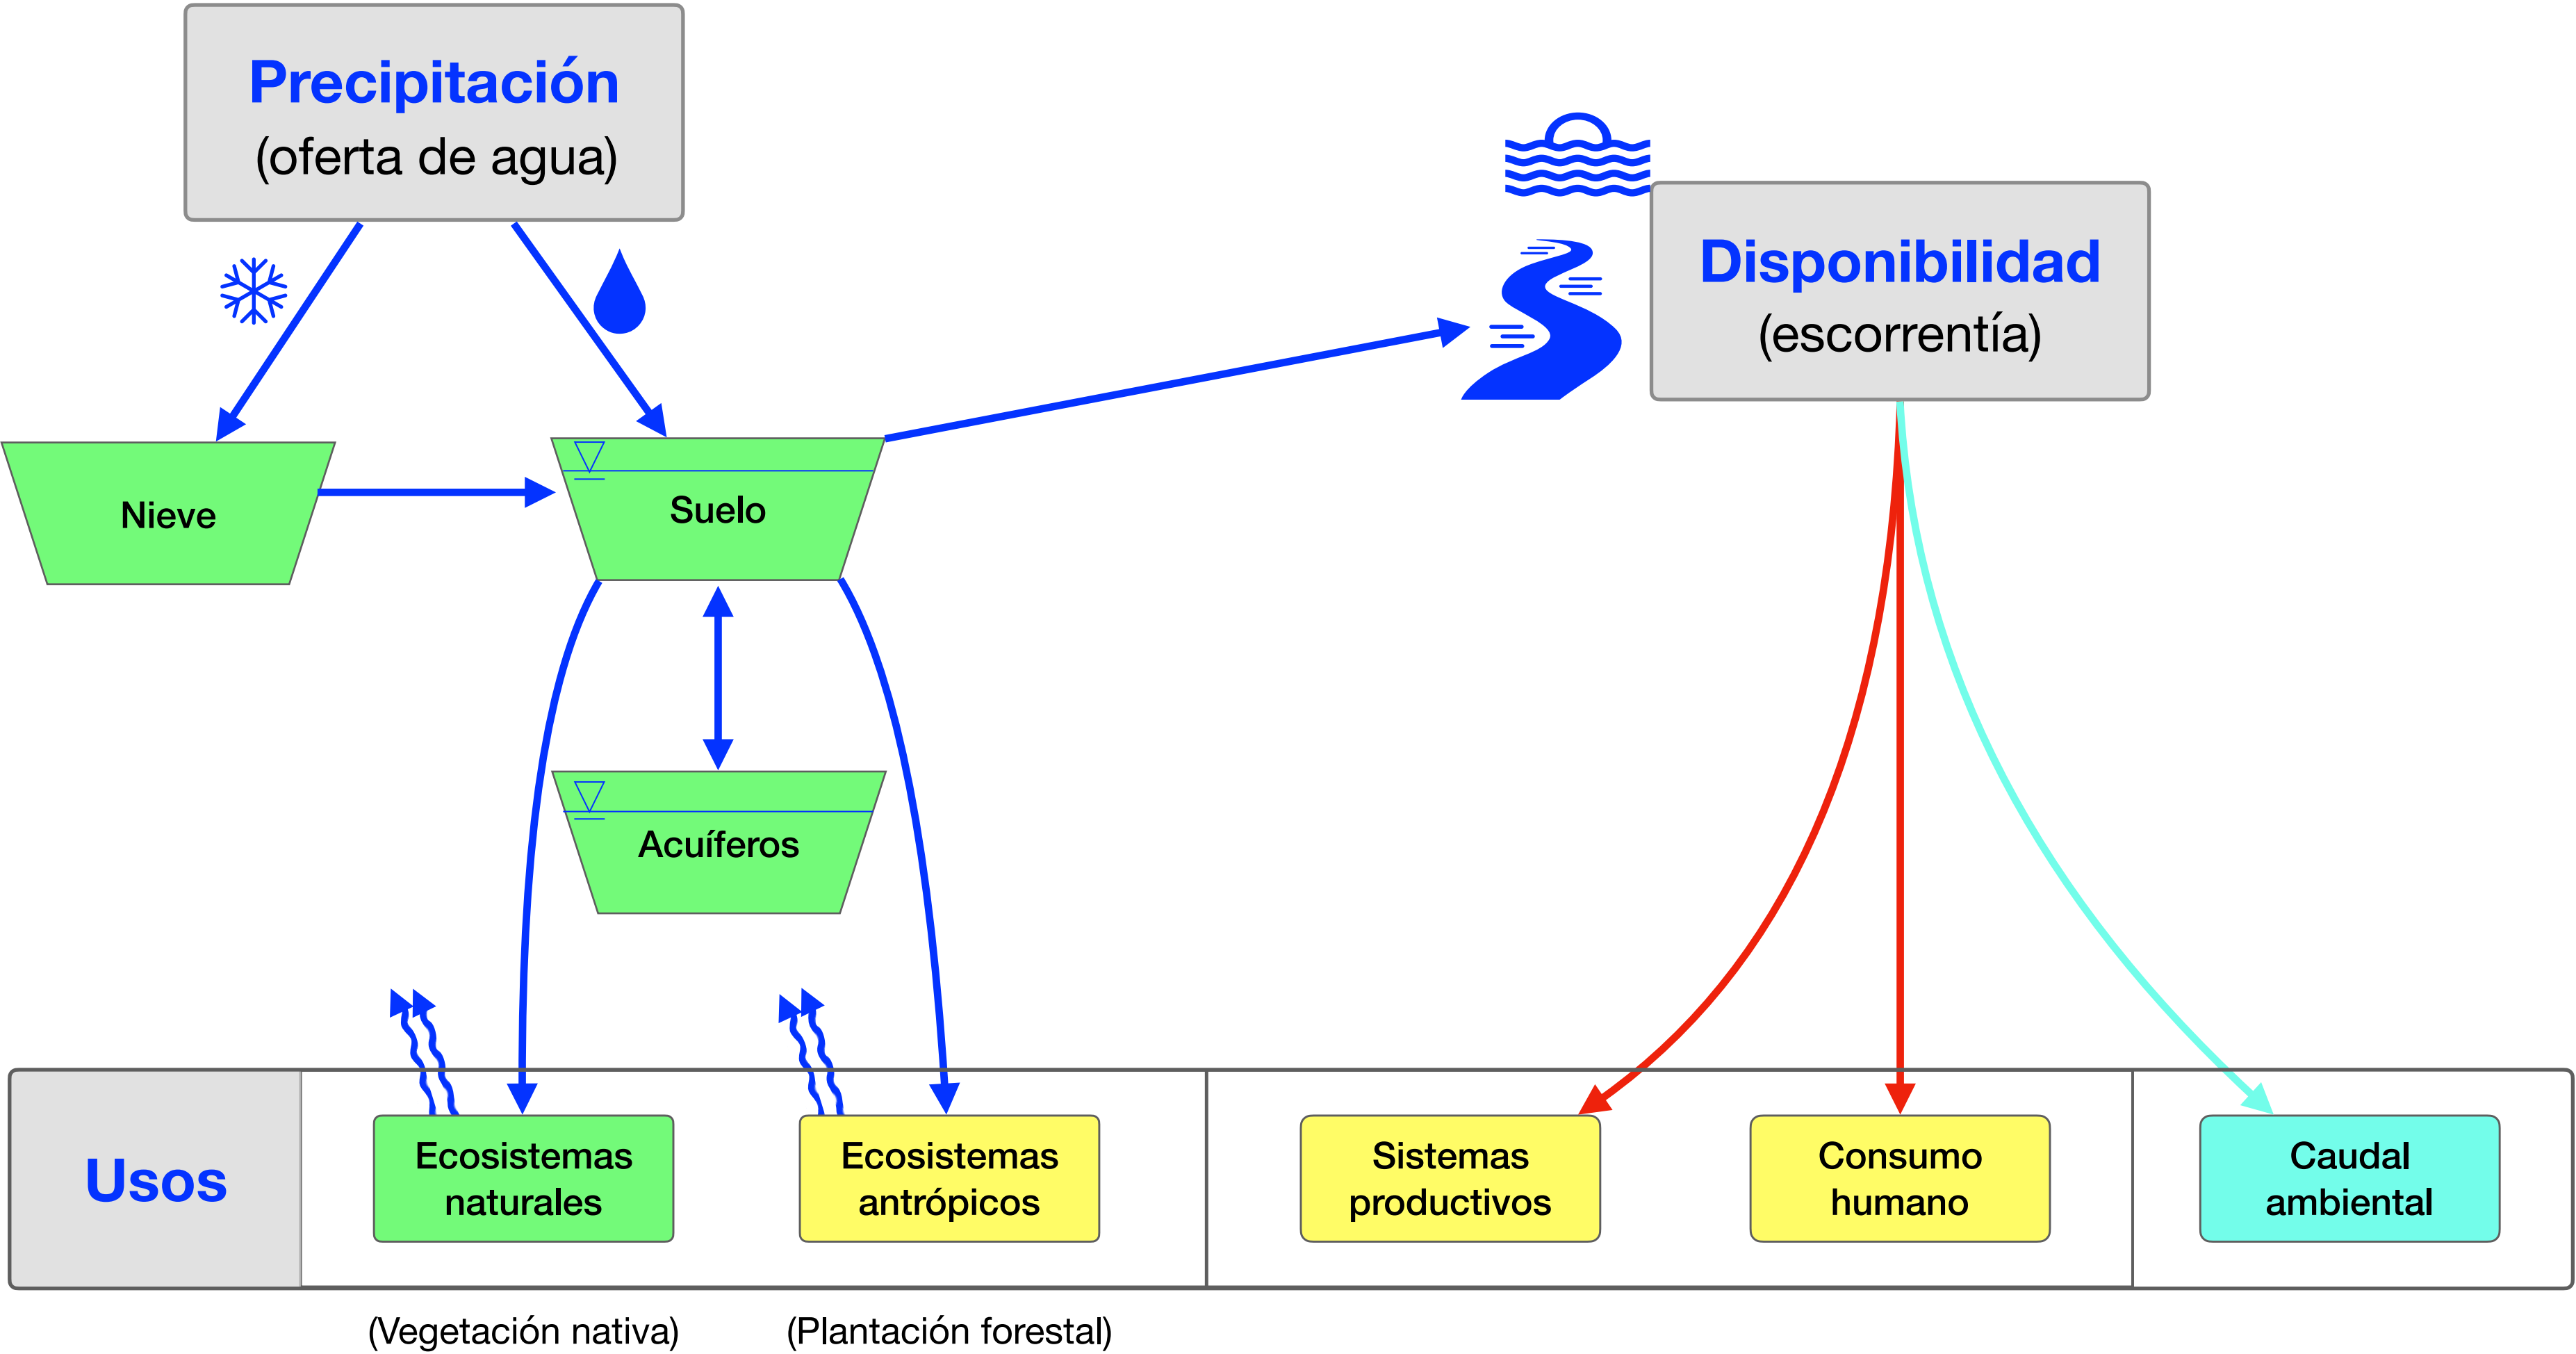 Precipitación
(oferta de agua)
Disponibilidad
(escorrentía)
Nieve
Suelo
Acuíferos
Usos
Ecosistemas
naturales
Ecosistemas
antrópicos
Sistemas
productivos
Consumo
humano
Caudal
ambiental
(Vegetación nativa)
(Plantación forestal)